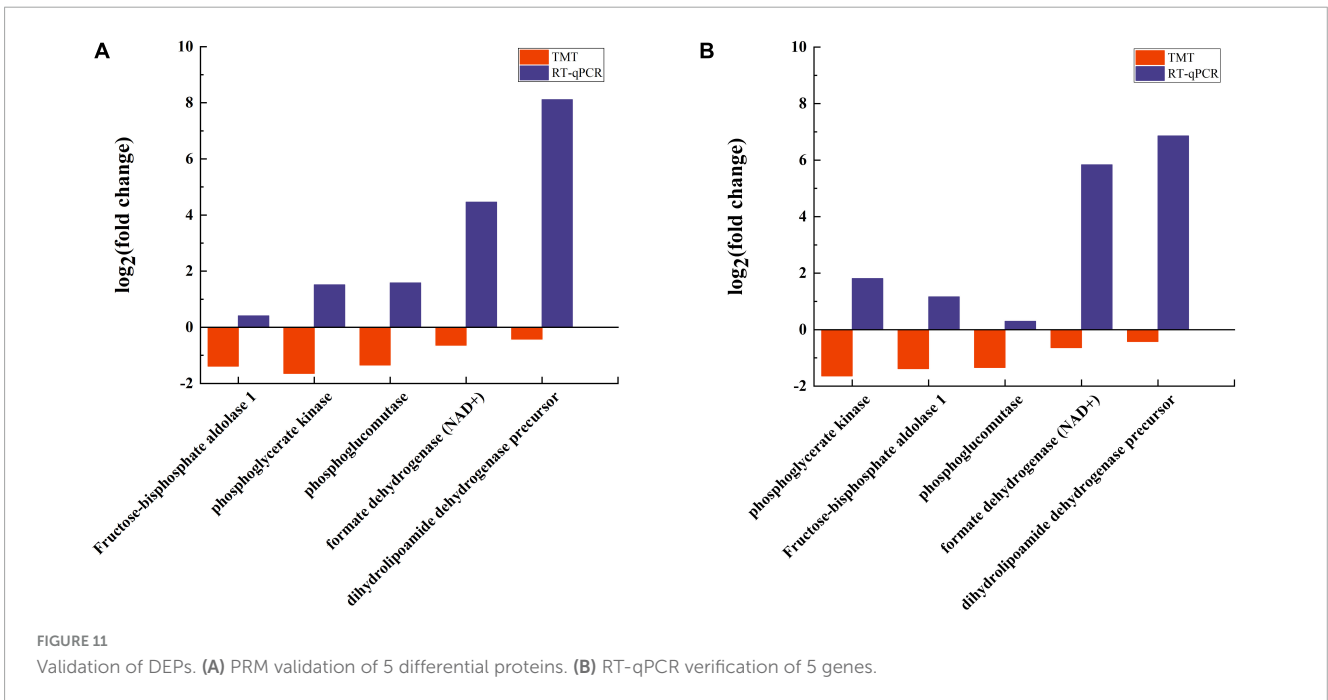 A
10
8
6
4
2
0
-2
log2(fold change)
TMT
RT-qPCR
Fructose-bisphosphate aldolase 1
phosphoglycerate kinase
phosphoglucomutase
formate dehydrogenase (NAD+)
dihydrolipoamide dehydrogenase precursor
B
10
8
6
4
2
0
-2
log2(fold change)
TMT
RT-qPCR
phosphoglycerate kinase
Fructose-bisphosphate aldolase 1
phosphoglucomutase
formate dehydrogenase (NAD+)
dihydrolipoamide dehydrogenase precursor
FIGURE 11
Validation of DEPs. (A) PRM validation of 5 differential proteins. (B) RT-qPCR verification of 5 genes.